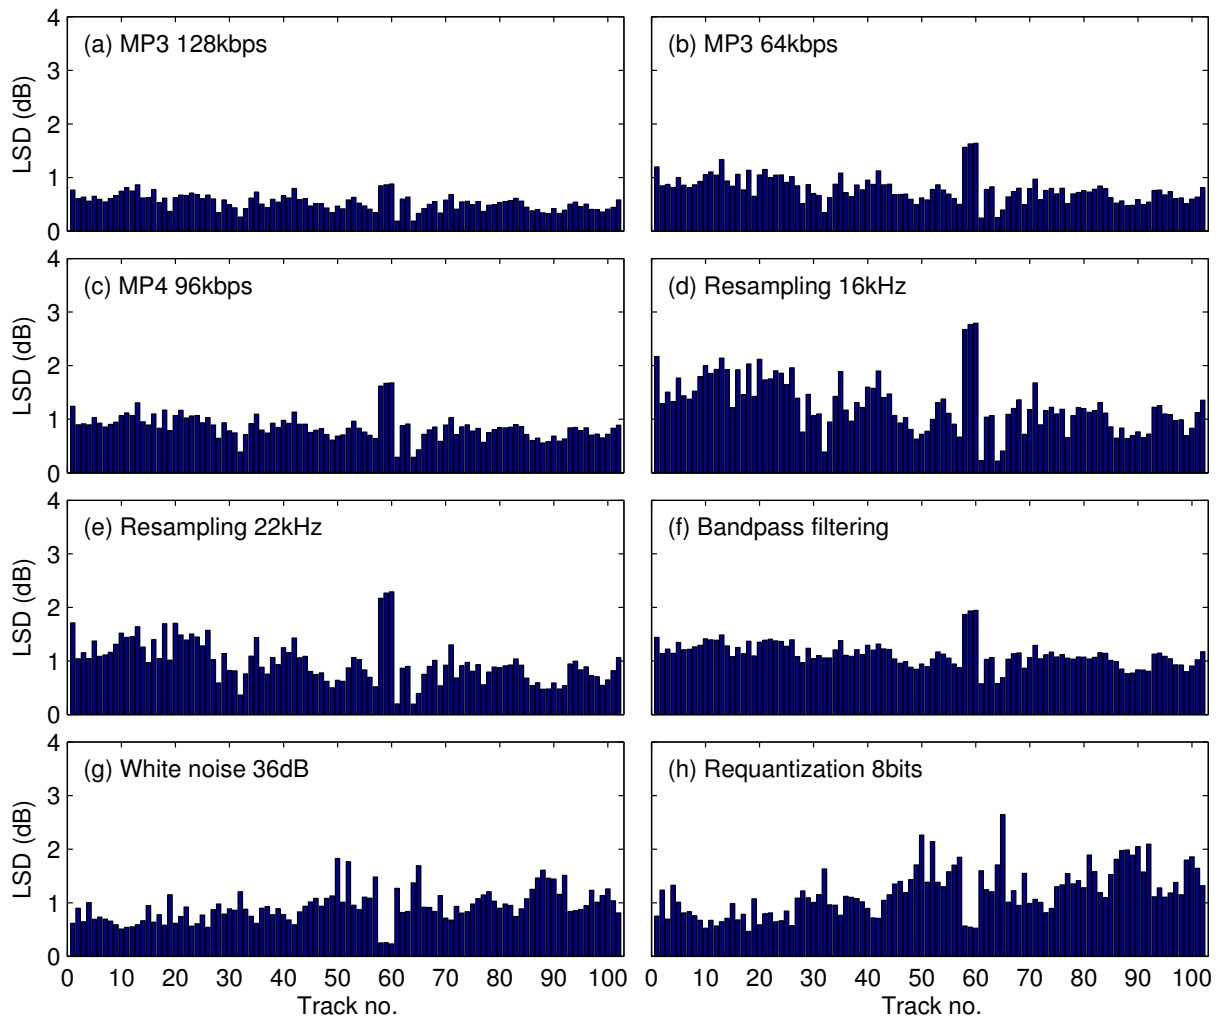 4
(a) MP3 128kbps
(b) MP3 64kbps
3
LSD (dB)
2
1
0
4
(c) MP4 96kbps
(d) Resampling 16kHz
3
LSD (dB)
2
1
0
4
(e) Resampling 22kHz
(f) Bandpass filtering
3
LSD (dB)
2
1
0
4
(g) White noise 36dB
(h) Requantization 8bits
3
LSD (dB)
2
1
0
0 10 20 30 40 50 60 70 80 90 100
0 10 20 30 40 50 60 70 80 90 100
Track no.
Track no.